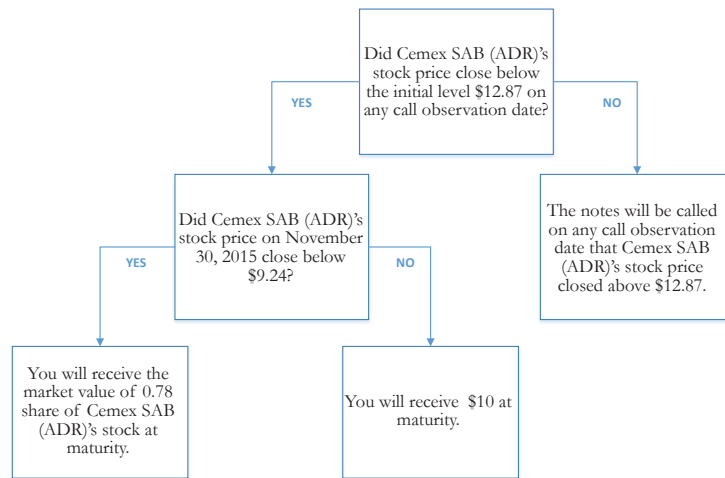 Did Cemex SAB (ADR)'s
stock price close below
the initial level $12.87 on
any call observation date?
YES
NO
Did Cemex SAB (ADR)'s
stock price on November
30, 2015 close below
$9.24?
The notes will be called
on any call observation
date that Cemex SAB
(ADR)'s stock price
closed above $12.87.
YES
NO
You will receive the
market value of 0.78
share of Cemex SAB
(ADR)'s stock at
maturity.
You will receive $10 at
maturity.